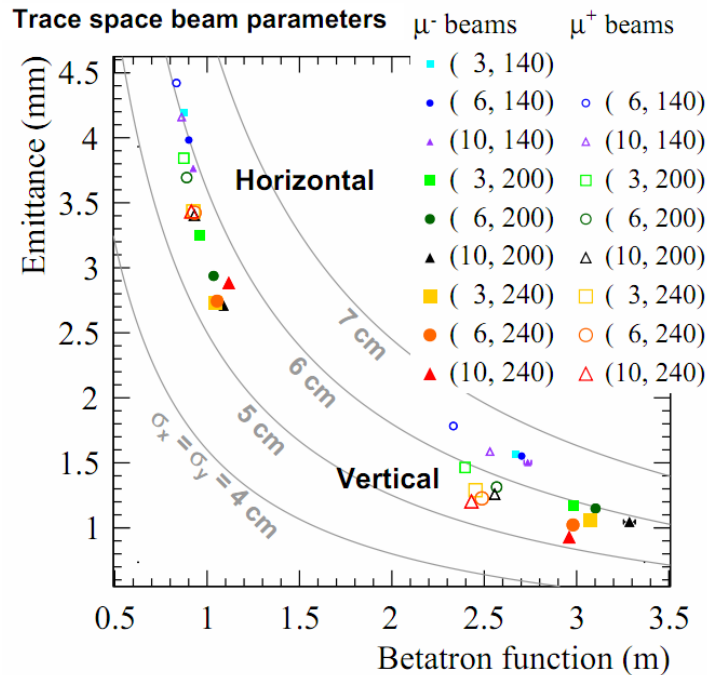 Trace space beam parameters
μ⁻ beams μ⁺ beams
( 3, 140)
( 6, 140) ( 6, 140)
(10, 140) (10, 140)
( 3, 200) ( 3, 200)
( 6, 200) ( 6, 200)
(10, 200) (10, 200)
( 3, 240) ( 3, 240)
( 6, 240) ( 6, 240)
(10, 240) (10, 240)
Emittance (mm)
4.5
4
3.5
3
2.5
2
1.5
1
Horizontal
Vertical
7 cm
6 cm
5 cm
σx = σy = 4 cm
0.5 1 1.5 2 2.5 3 3.5
Betatron function (m)